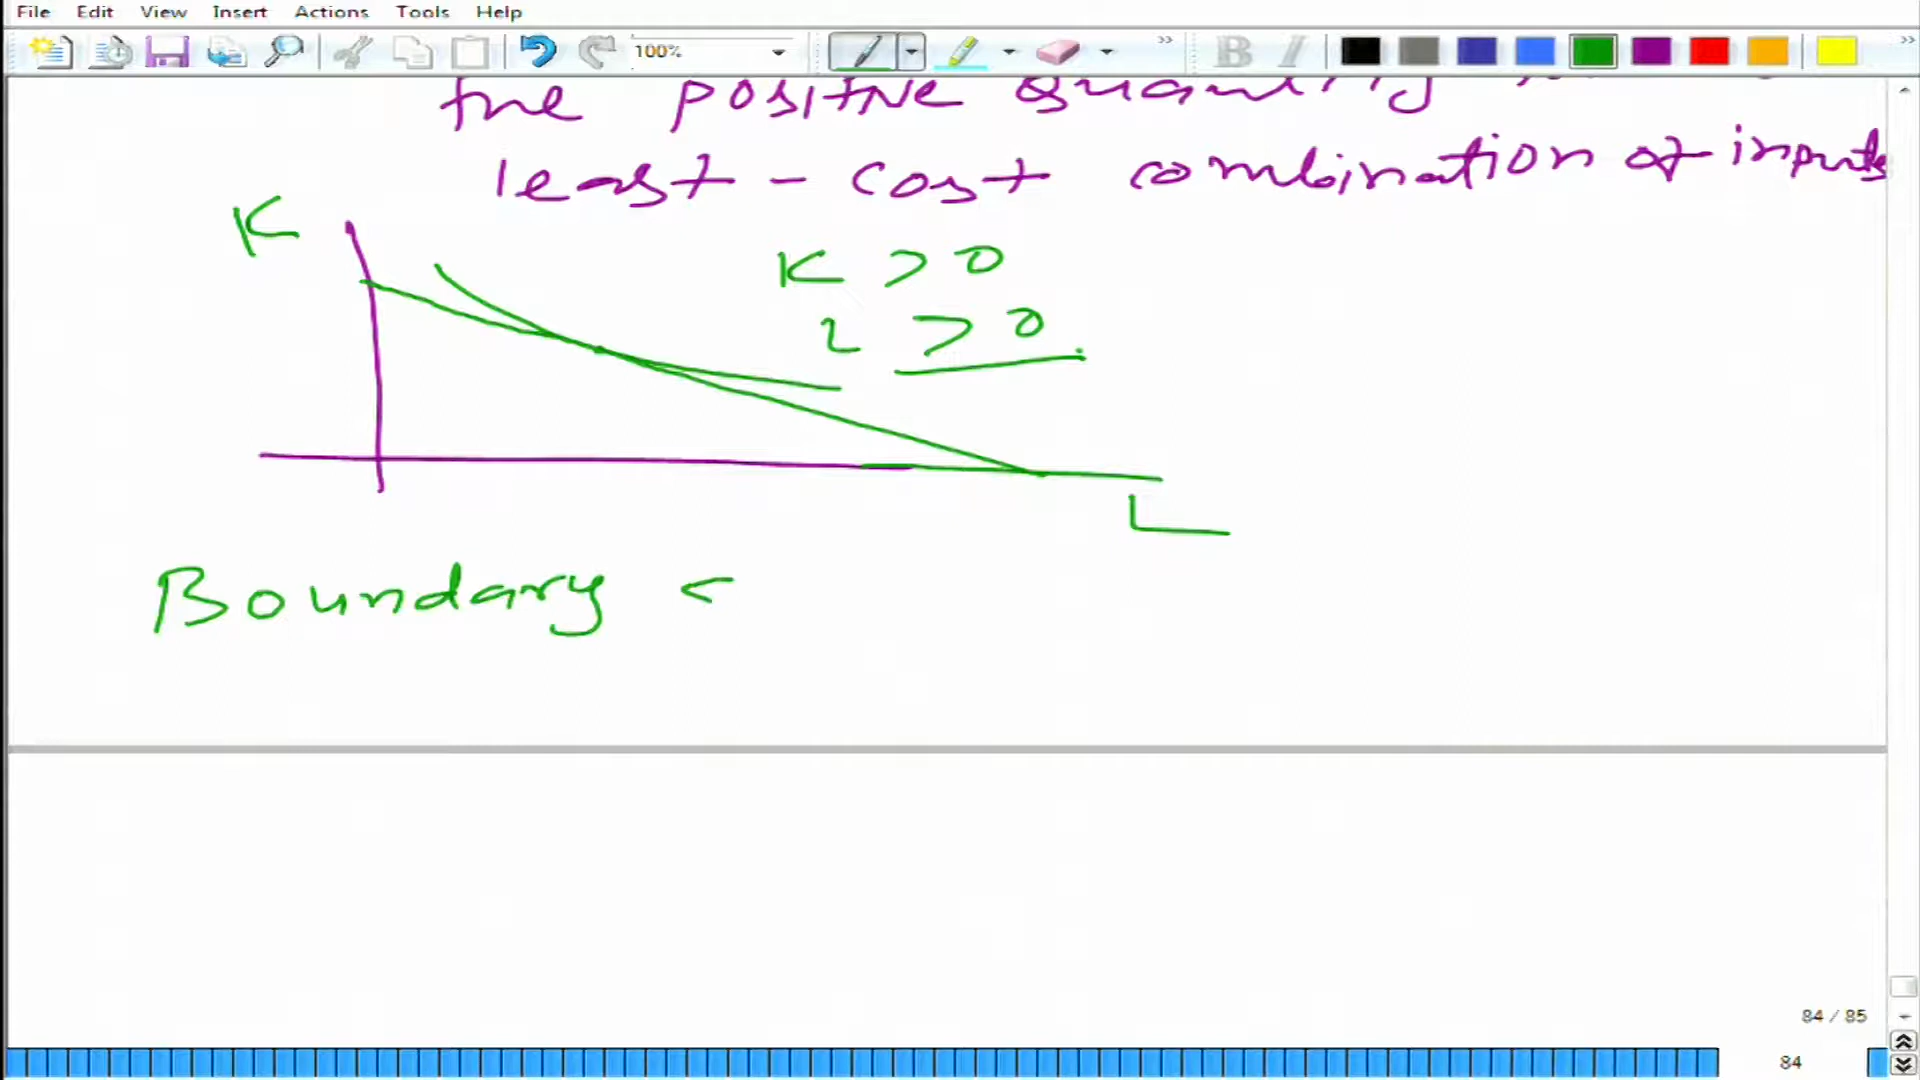 File Edit View Insert Actions Tools Help
100%
the positive quantity
least - cost combination of inputs
K
K > 0
L > 0
L
Boundary
84 / 85
84